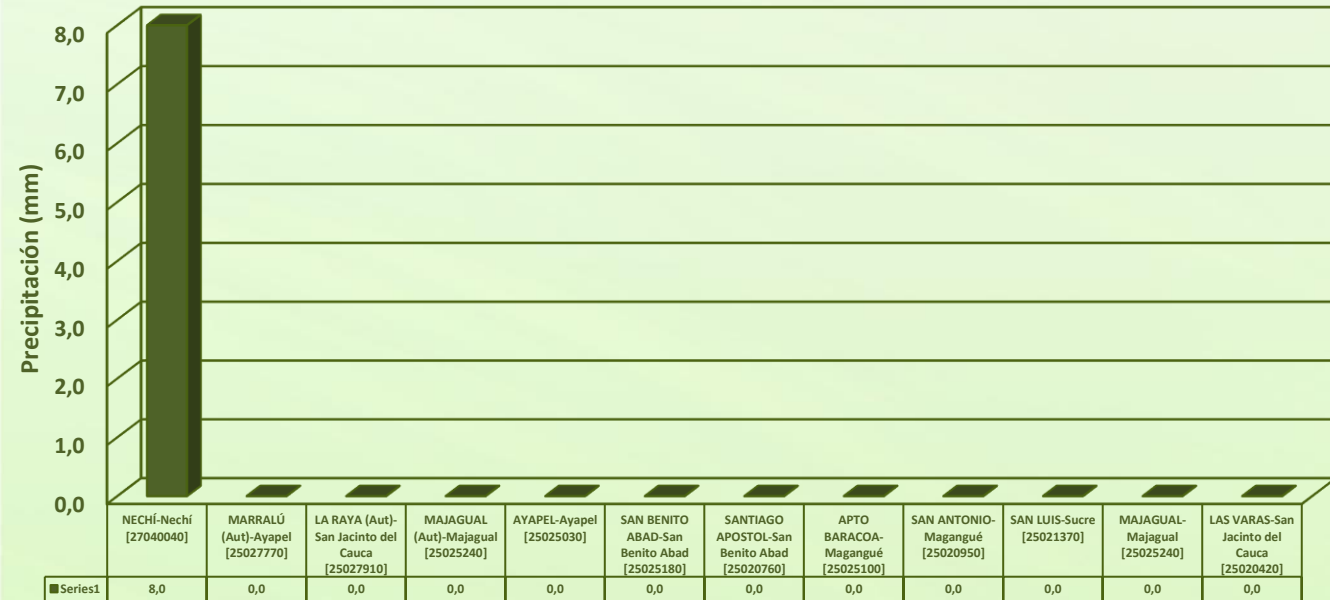 Precipitación (mm)
8,0
7,0
6,0
5,0
4,0
3,0
2,0
1,0
0,0
NECHÍ-Nechí
[27040040]
MARRALÚ
(Aut)-Ayapel
[25027770]
LA RAYA (Aut)-
San Jacinto del
Cauca
[25027910]
MAJAGUAL
(Aut)-Majagual
[25025240]
AYAPEL-Ayapel
[25025030]
SAN BENITO
ABAD-San
Benito Abad
[25025180]
SANTIAGO
APOSTOL-San
Benito Abad
[25020760]
APTO
BARACOA-
Magangué
[25025100]
SAN ANTONIO-
Magangué
[25020950]
SAN LUIS-Sucre
[25021370]
MAJAGUAL-
Majagual
[25025240]
LAS VARAS-San
Jacinto del
Cauca
[25020420]
Series1 8,0 0,0 0,0 0,0 0,0 0,0 0,0 0,0 0,0 0,0 0,0 0,0